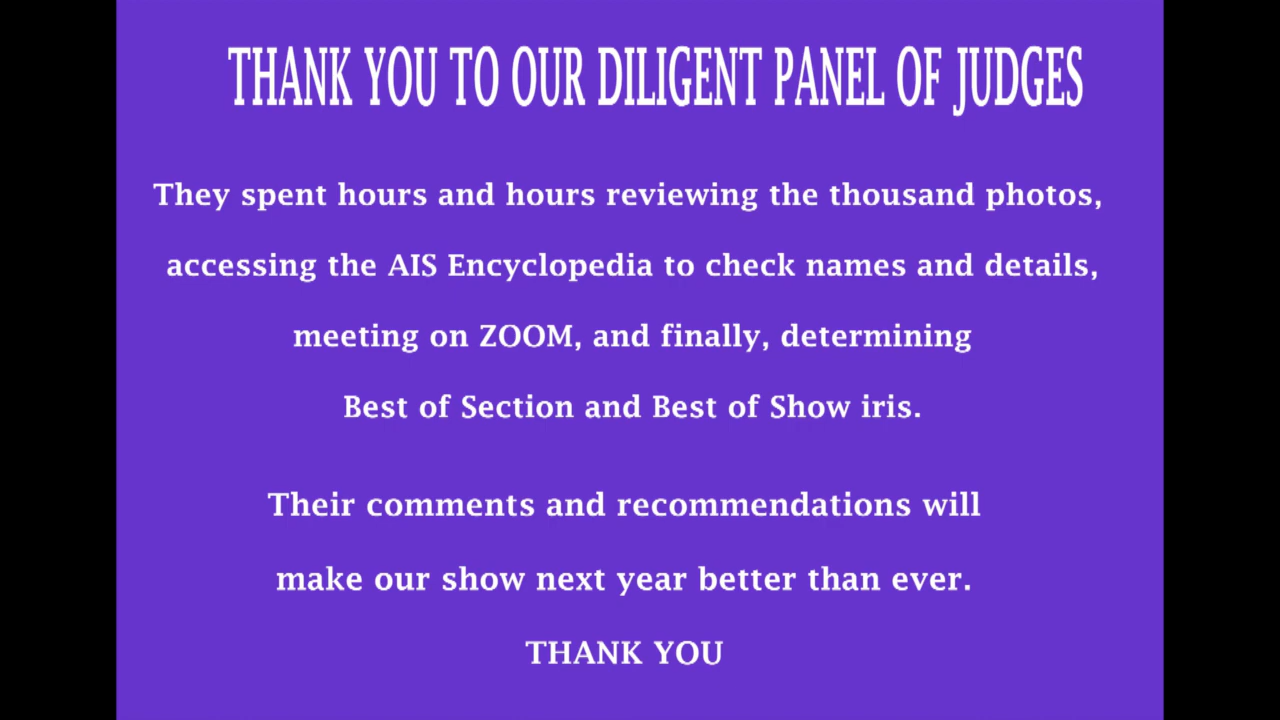 THANK YOU TO OUR DILIGENT PANEL OF JUDGES
They spent hours and hours reviewing the thousand photos,
accessing the AIS Encyclopedia to check names and details,
meeting on ZOOM, and finally, determining
Best of Section and Best of Show iris.
Their comments and recommendations will
make our show next year better than ever.
THANK YOU